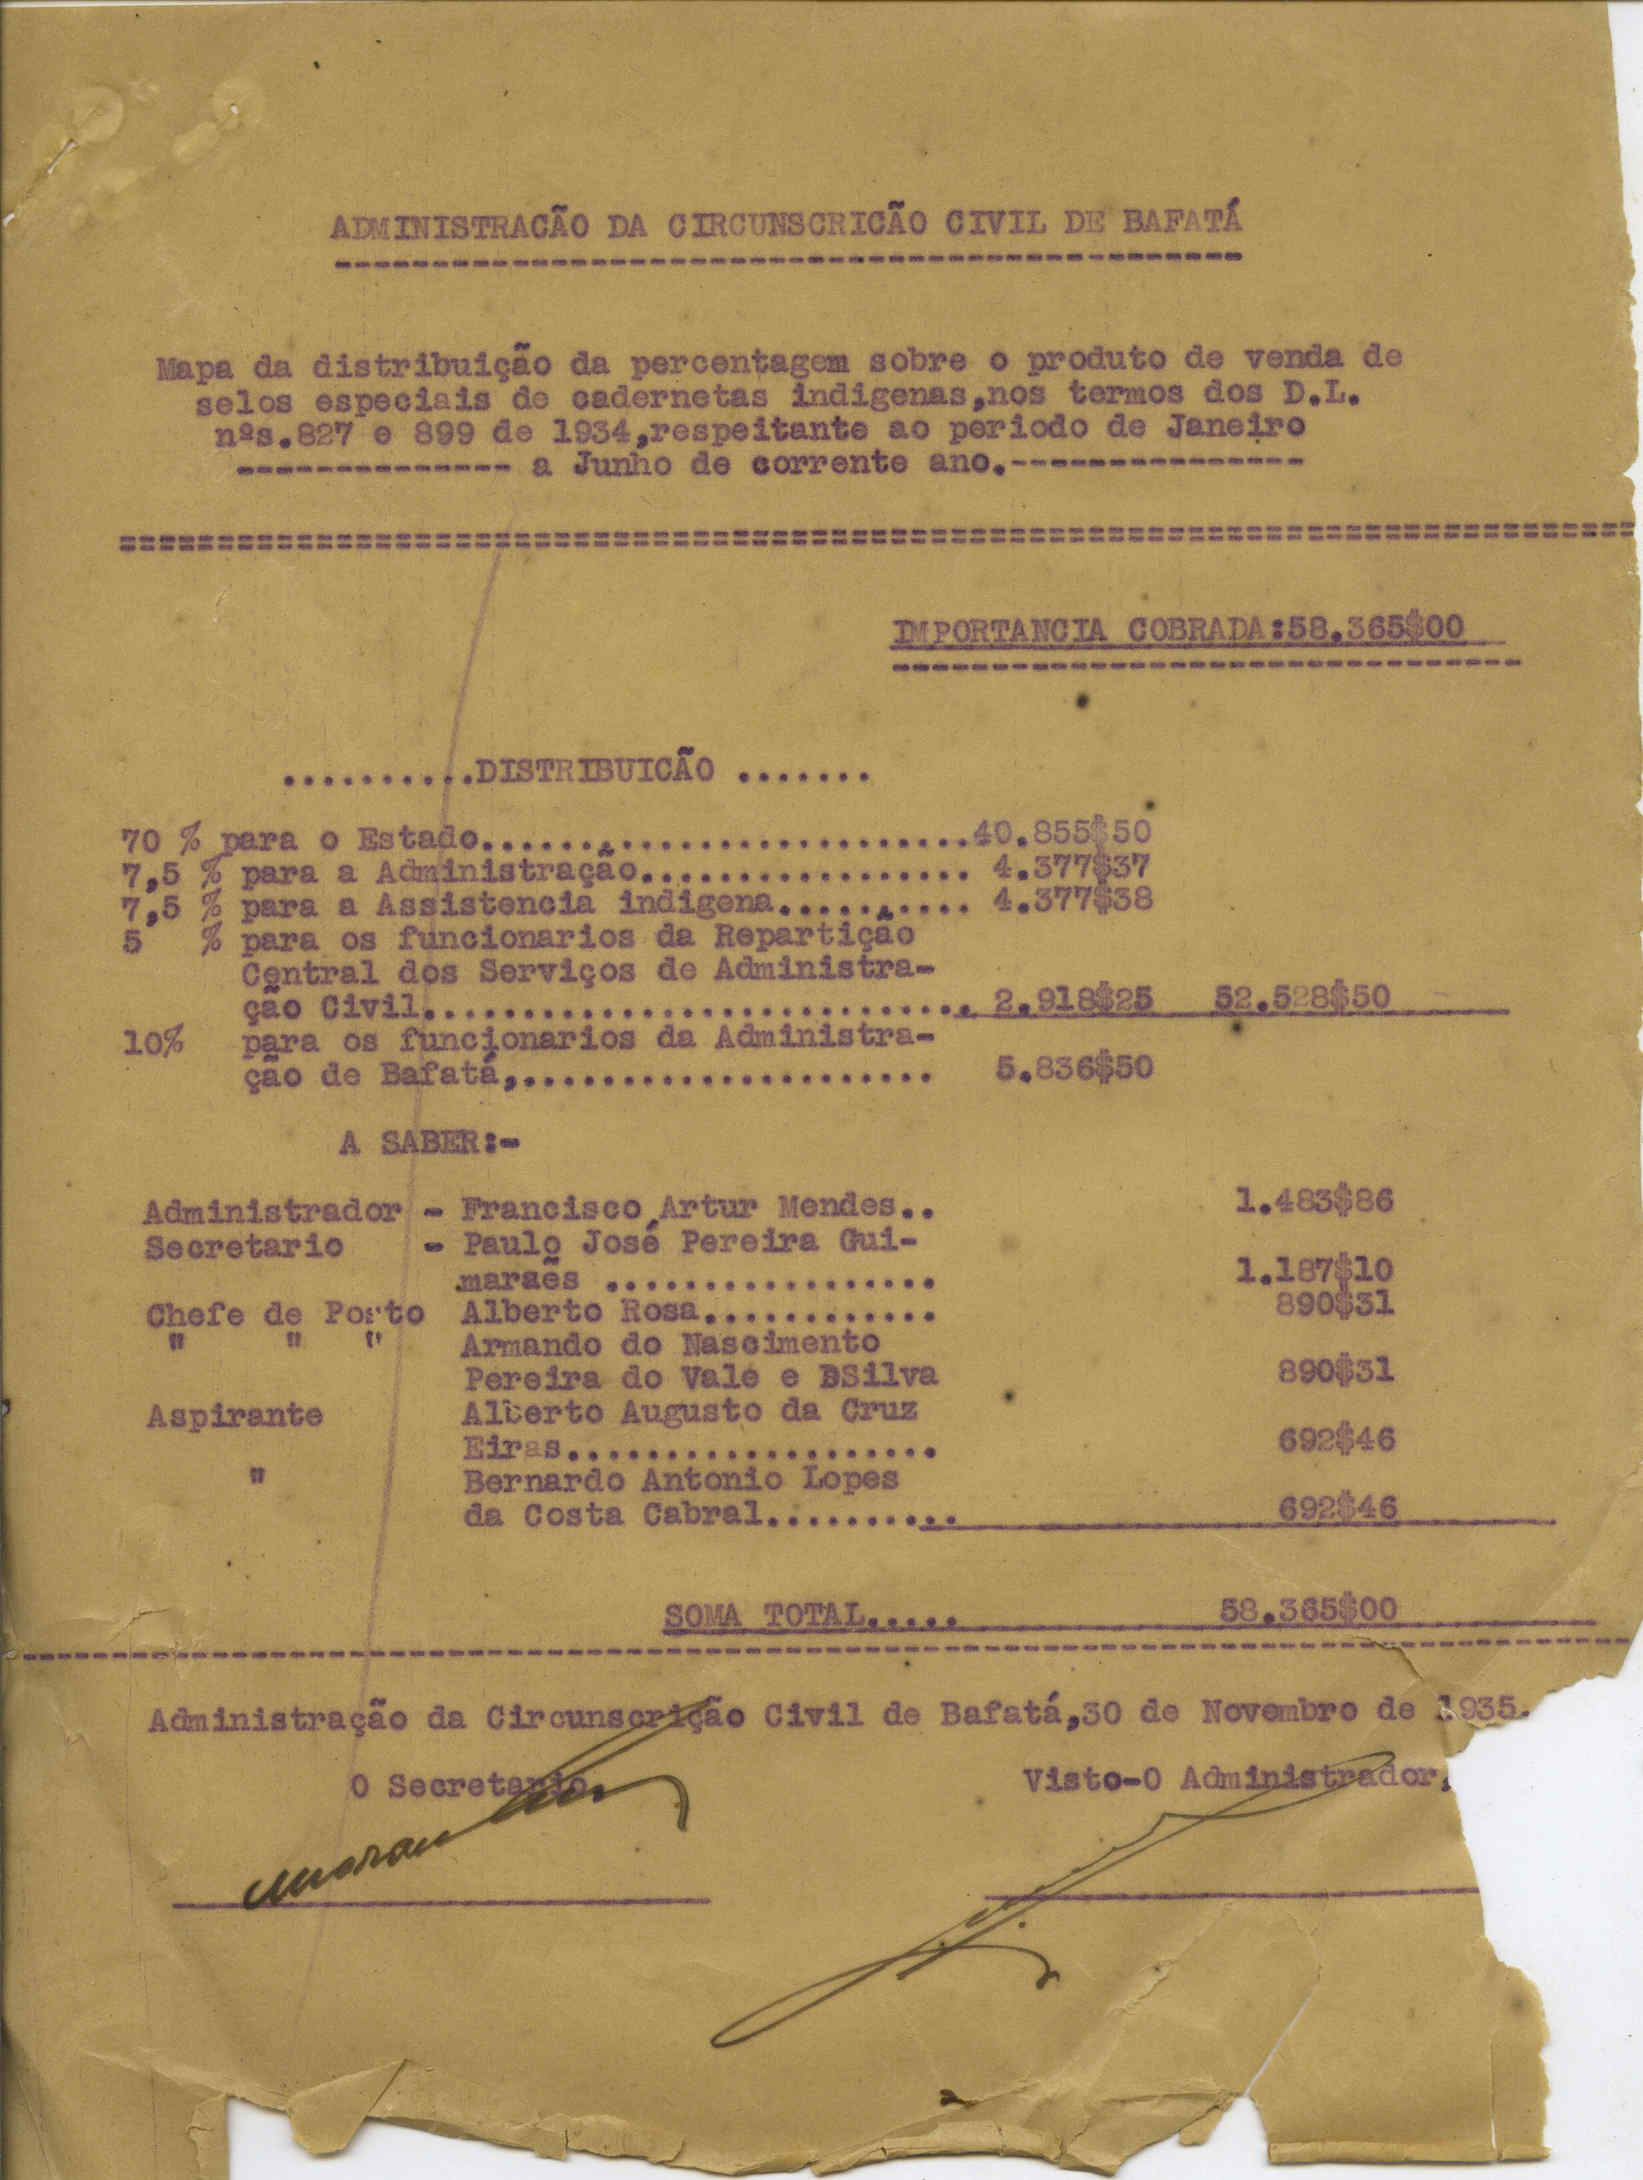 ADMINISTRACÃO DA CIRCUNSCRICÃO CIVIL DE BAFATÁ
----------------------------------------------
Mapa da distribuição da percentagem sobre o produto de venda de
selos especiais de cadernetas indigenas,nos termos dos D.L.
nºs.827 e 899 de 1934,respeitante ao periodo de Janeiro
-------------- a Junho de corrente ano.---------------
IMPORTANCIA COBRADA:58.365$00
..........DISTRIBUICÃO .......
70 % para o Estado.........................40.855$50
7,5 % para a Administração................. 4.377$37
7,5 % para a Assistencia indigena.......... 4.377$38
5 % para os funcionarios da Repartição
Central dos Serviços de Administra-
ção Civil............................ 2.918$25 52.528$50
10% para os funcionarios da Administra-
ção de Bafatá,..................... 5.836$50
A SABER:-
Administrador - Francisco Artur Mendes.. 1.483$86
Secretario - Paulo José Pereira Gui-
maraẽs ................. 1.187$10
Chefe de Posto Alberto Rosa............ 890$31
" " " Armando do Nascimento
Pereira do Vale e DSilva 890$31
Aspirante Alberto Augusto da Cruz
Eiras................... 692$46
" Bernardo Antonio Lopes
da Costa Cabral.......... 692$46
SOMA TOTAL..... 58.365$00
Administração da Circunscrição Civil de Bafatá,30 de Novembro de 1935.
O Secretario, Visto-O Administrador,